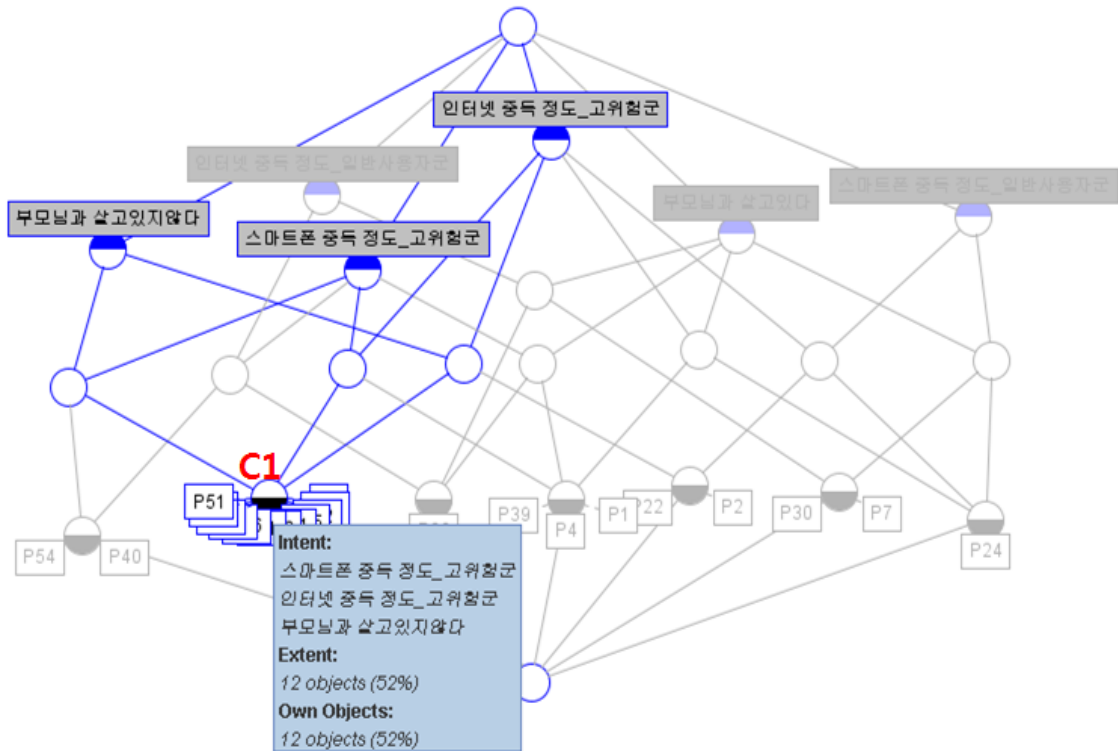 인터넷 중독 정도_고위험군
인터넷 중독 정도_일반사용자군
스마트폰 중독 정도_일반사용자군
부모님과 살고있다
부모님과 살고있지않다
스마트폰 중독 정도_고위험군
C1
P51
P39
P4
P1
P22
P2
P30
P7
P54
P40
P24
Intent:
스마트폰 중독 정도_고위험군
인터넷 중독 정도_고위험군
부모님과 살고있지않다
Extent:
12 objects (52%)
Own Objects:
12 objects (52%)